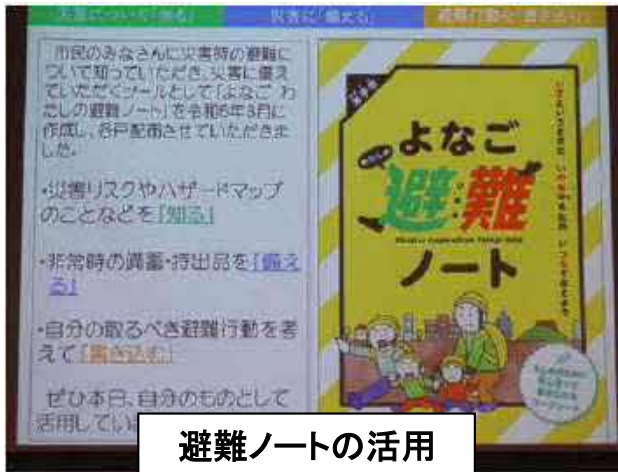 災害について「知る」
災害に「備える」
市民のみなさんに災害時の避難に
ついて知っていただき、災害に備え
ていただくツールとして「よなご わ
たしの避難ノート」を令和6年3月に
作成し、各戸配布させていただきま
した。
・災害リスクやハザードマップ
のことなどを「知る」
・非常時の備蓄・持出品を「備え
る」
・自分の取るべき避難行動を考
えて「書き込む」
ぜひ本日、自分のものとして
活用してい
よなご
避難
ひなん
ノート
避難ノートの活用